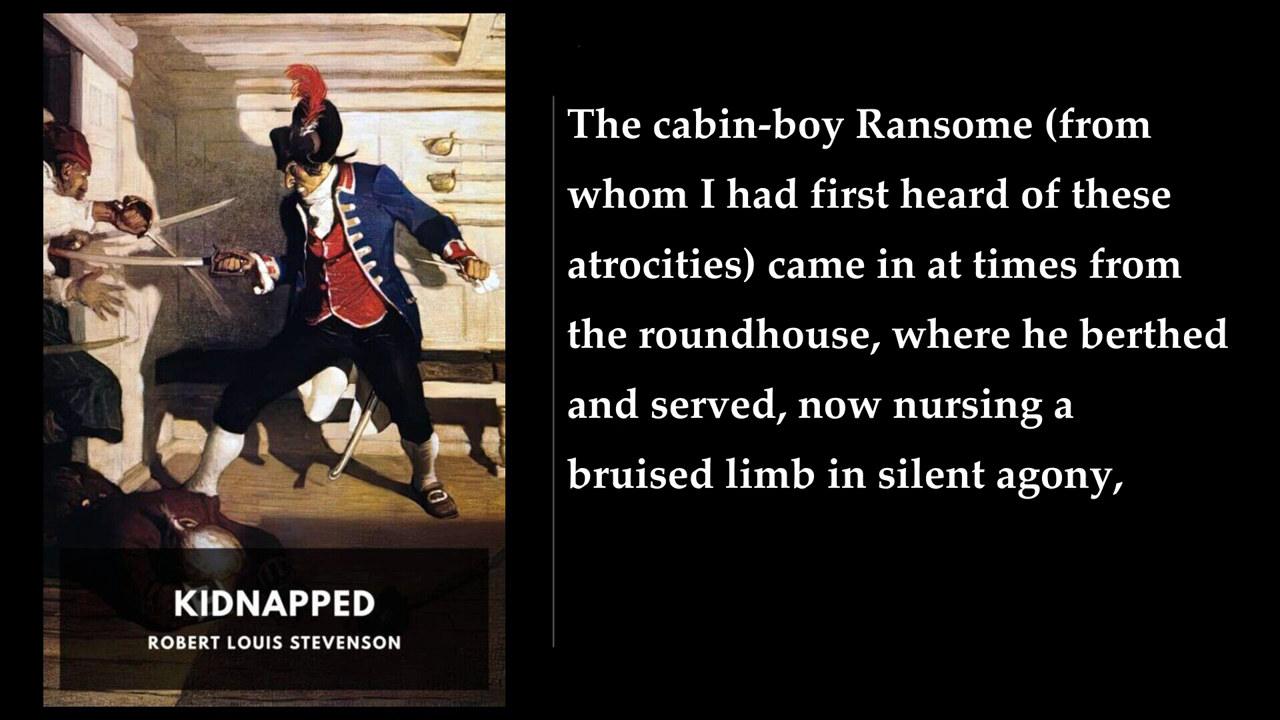 The cabin-boy Ransome (from
whom I had first heard of these
atrocities) came in at times from
the roundhouse, where he berthed
and served, now nursing a
bruised limb in silent agony,
KIDNAPPED
ROBERT LOUIS STEVENSON